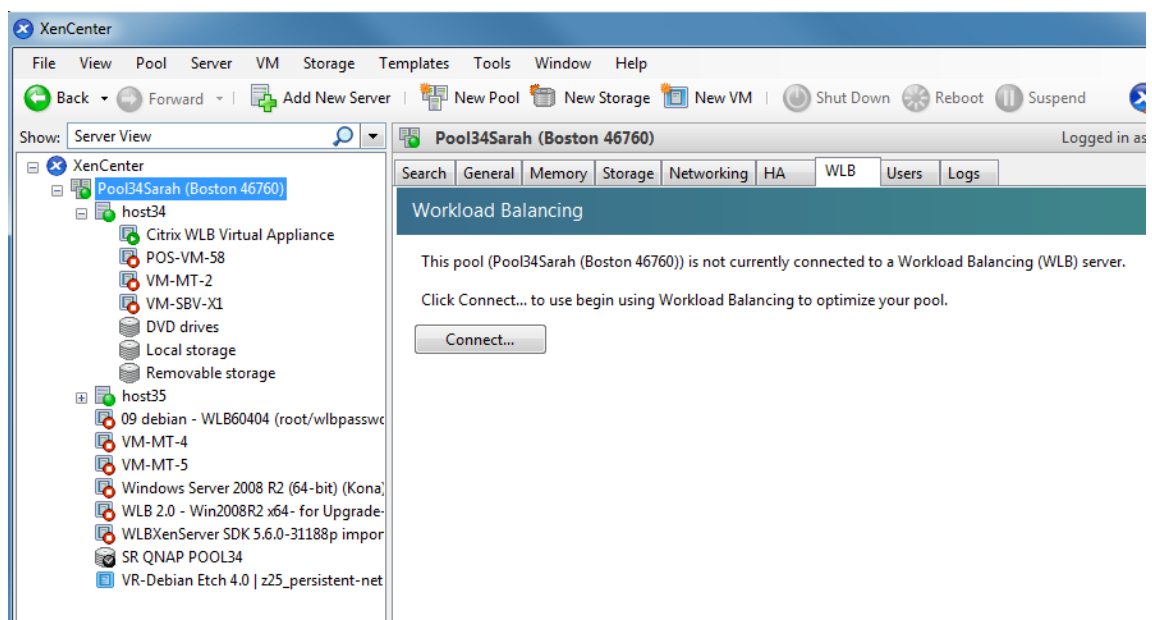 XenCenter
File View Pool Server VM Storage Templates Tools Window Help
Back Forward Add New Server New Pool New Storage New VM Shut Down Reboot Suspend
Show: Server View
Pool34Sarah (Boston 46760) Logged in as
XenCenter
Pool34Sarah (Boston 46760)
host34
Citrix WLB Virtual Appliance
POS-VM-58
VM-MT-2
VM-SBV-X1
DVD drives
Local storage
Removable storage
host35
09 debian - WLB60404 (root/wlbpasswo
VM-MT-4
VM-MT-5
Windows Server 2008 R2 (64-bit) (Kona)
WLB 2.0 - Win2008R2 x64- for Upgrade-
WLBXenServer SDK 5.6.0-31188p impor
SR QNAP POOL34
VR-Debian Etch 4.0 | z25_persistent-net
Search General Memory Storage Networking HA WLB Users Logs
Workload Balancing
This pool (Pool34Sarah (Boston 46760)) is not currently connected to a Workload Balancing (WLB) server.
Click Connect... to use begin using Workload Balancing to optimize your pool.
Connect...